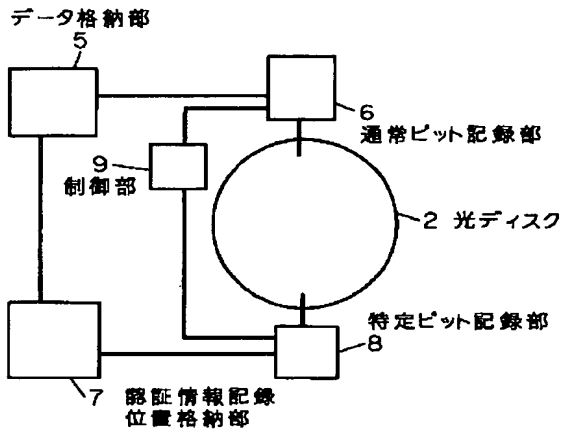 データ格納部
5
6
通常ピット記録部
9
制御部
2 光ディスク
特定ピット記録部
8
7 認証情報記録
位置格納部